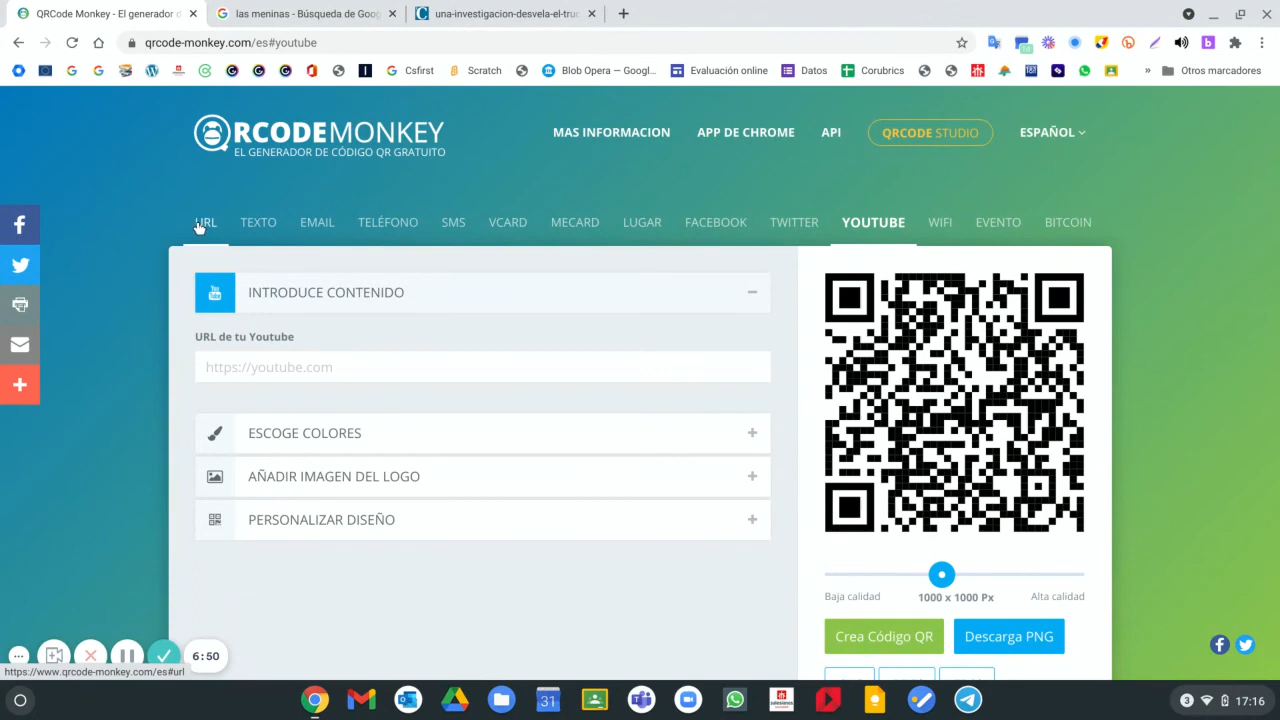 QRCode Monkey - El generador d
las meninas - Búsqueda de Goog
una-investigacion-desvela-el-truc
qrcode-monkey.com/es#youtube
Csfirst
Scratch
Blob Opera — Googl...
Evaluación online
Datos
Corubrics
»
Otros marcadores
QRCODEMONKEY
EL GENERADOR DE CÓDIGO QR GRATUITO
MAS INFORMACION
APP DE CHROME
API
QRCODE STUDIO
ESPAÑOL
URL
TEXTO
EMAIL
TELÉFONO
SMS
VCARD
MECARD
LUGAR
FACEBOOK
TWITTER
YOUTUBE
WIFI
EVENTO
BITCOIN
INTRODUCE CONTENIDO
URL de tu Youtube
https://youtube.com
ESCOGE COLORES
AÑADIR IMAGEN DEL LOGO
PERSONALIZAR DISEÑO
Baja calidad
1000 x 1000 Px
Alta calidad
Crea Código QR
Descarga PNG
6:50
https://www.qrcode-monkey.com/es#url
31
3
17:16